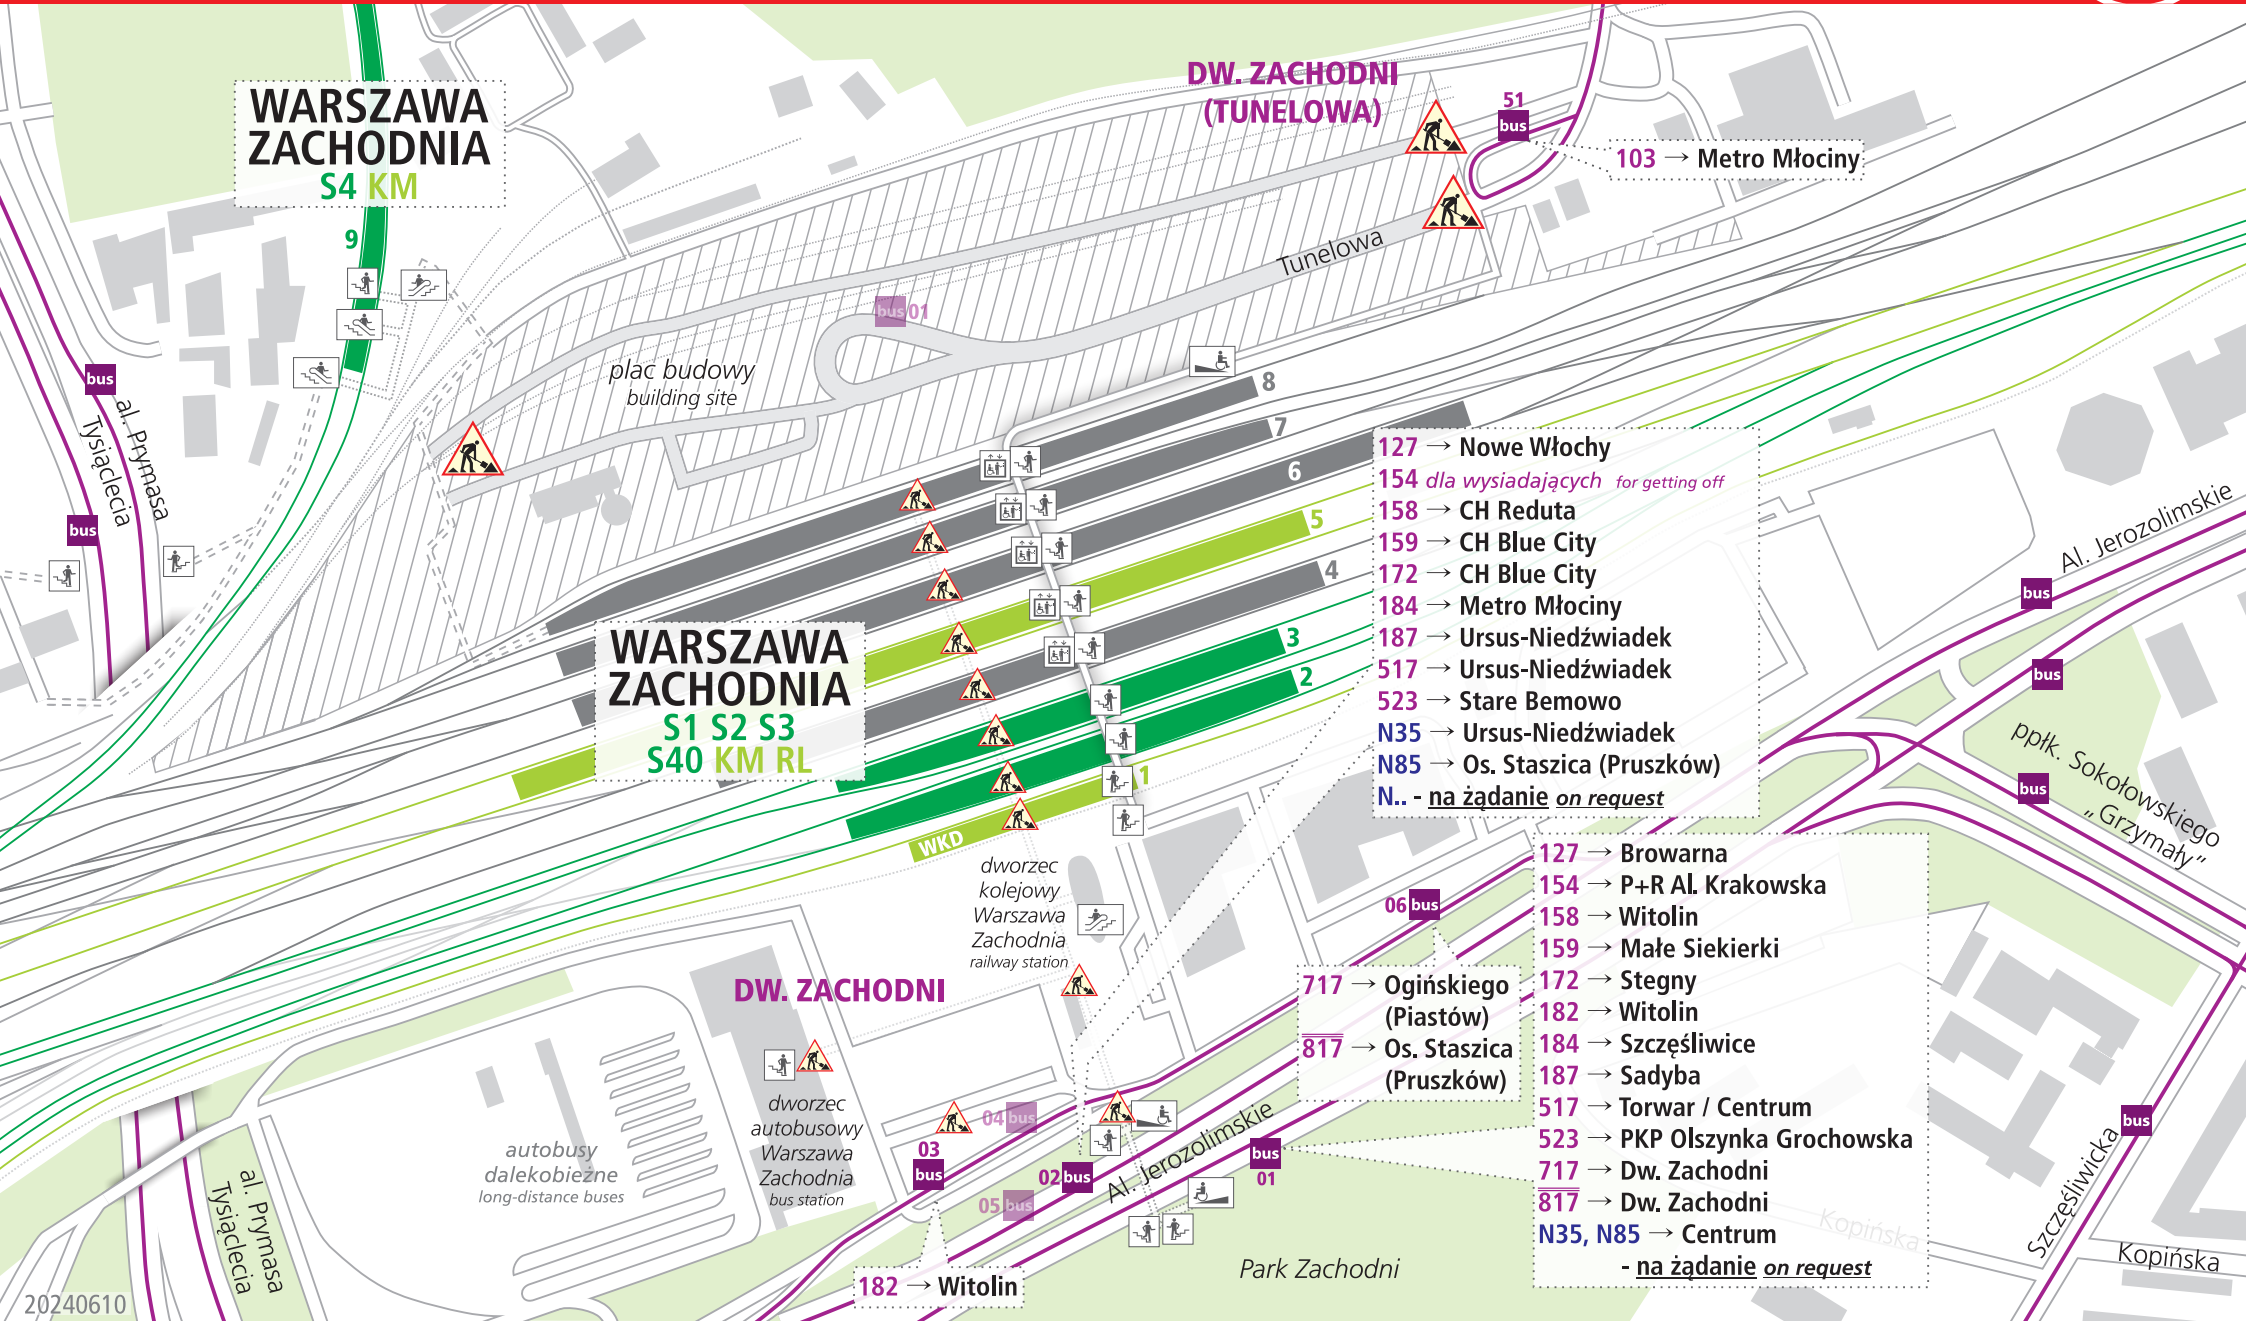 WARSZAWA
ZACHODNIA
S4 KM
9
DW. ZACHODNI
(TUNELOWA)
51
bus
103 → Metro Młociny
Tunelowa
bus 01
plac budowy
building site
bus
al. Prymasa
Tysiąclecia
bus
8
7
6
5
4
3
2
1
WARSZAWA
ZACHODNIA
S1 S2 S3
S40 KM RL
WKD
127 → Nowe Włochy
154 dla wysiadających for getting off
158 → CH Reduta
159 → CH Blue City
172 → CH Blue City
184 → Metro Młociny
187 → Ursus-Niedźwiadek
517 → Ursus-Niedźwiadek
523 → Stare Bemowo
N35 → Ursus-Niedźwiadek
N85 → Os. Staszica (Pruszków)
N.. - na żądanie on request
Al. Jerozolimskie
bus
bus
bus
ppłk. Sokołowskiego
„Grzymały”
dworzec
kolejowy
Warszawa
Zachodnia
railway station
06 bus
717 → Ogińskiego
(Piastów)
817 → Os. Staszica
(Pruszków)
127 → Browarna
154 → P+R Al. Krakowska
158 → Witolin
159 → Małe Siekierki
172 → Stegny
182 → Witolin
184 → Szczęśliwice
187 → Sadyba
517 → Torwar / Centrum
523 → PKP Olszynka Grochowska
717 → Dw. Zachodni
817 → Dw. Zachodni
N35, N85 → Centrum
- na żądanie on request
DW. ZACHODNI
dworzec
autobusowy
Warszawa
Zachodnia
bus station
autobusy
dalekobieżne
long-distance buses
al. Prymasa
Tysiąclecia
03
bus
04 bus
05 bus
02 bus
Al. Jerozolimskie
bus
01
182 → Witolin
Park Zachodni
Kopińska
bus
Szczęśliwicka
Kopińska
20240610